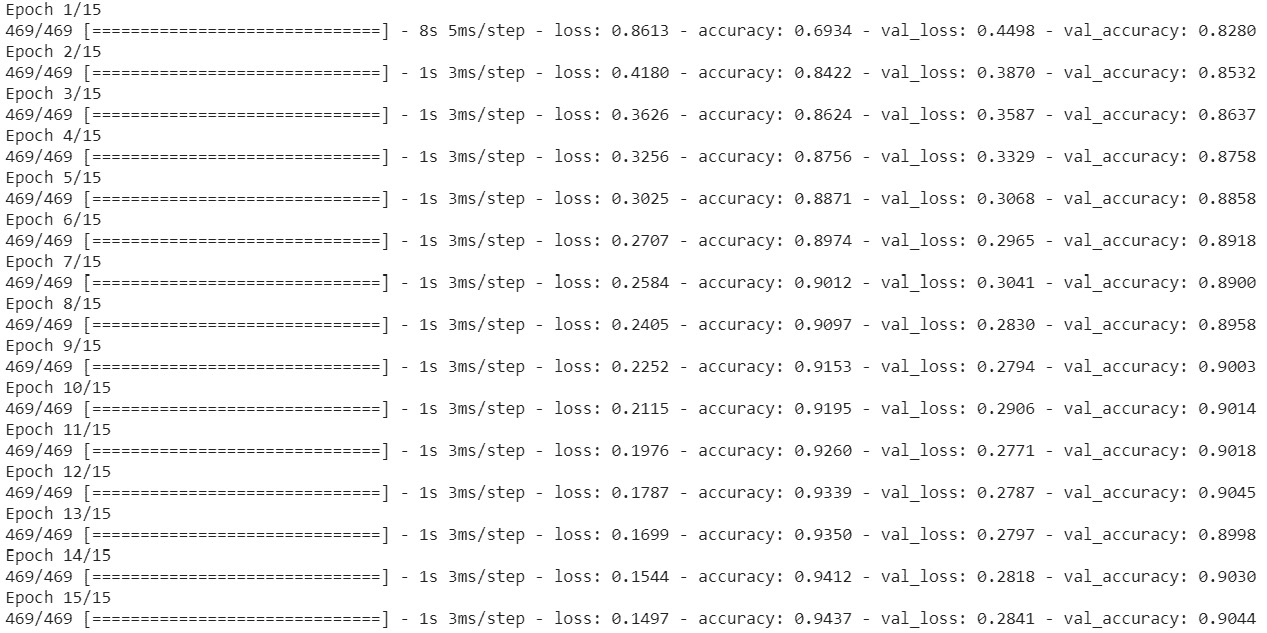 Epoch 1/15
469/469 [==============================] - 8s 5ms/step - loss: 0.8613 - accuracy: 0.6934 - val_loss: 0.4498 - val_accuracy: 0.8280
Epoch 2/15
469/469 [==============================] - 1s 3ms/step - loss: 0.4180 - accuracy: 0.8422 - val_loss: 0.3870 - val_accuracy: 0.8532
Epoch 3/15
469/469 [==============================] - 1s 3ms/step - loss: 0.3626 - accuracy: 0.8624 - val_loss: 0.3587 - val_accuracy: 0.8637
Epoch 4/15
469/469 [==============================] - 1s 3ms/step - loss: 0.3256 - accuracy: 0.8756 - val_loss: 0.3329 - val_accuracy: 0.8758
Epoch 5/15
469/469 [==============================] - 1s 3ms/step - loss: 0.3025 - accuracy: 0.8871 - val_loss: 0.3068 - val_accuracy: 0.8858
Epoch 6/15
469/469 [==============================] - 1s 3ms/step - loss: 0.2707 - accuracy: 0.8974 - val_loss: 0.2965 - val_accuracy: 0.8918
Epoch 7/15
469/469 [==============================] - 1s 3ms/step - loss: 0.2584 - accuracy: 0.9012 - val_loss: 0.3041 - val_accuracy: 0.8900
Epoch 8/15
469/469 [==============================] - 1s 3ms/step - loss: 0.2405 - accuracy: 0.9097 - val_loss: 0.2830 - val_accuracy: 0.8958
Epoch 9/15
469/469 [==============================] - 1s 3ms/step - loss: 0.2252 - accuracy: 0.9153 - val_loss: 0.2794 - val_accuracy: 0.9003
Epoch 10/15
469/469 [==============================] - 1s 3ms/step - loss: 0.2115 - accuracy: 0.9195 - val_loss: 0.2906 - val_accuracy: 0.9014
Epoch 11/15
469/469 [==============================] - 1s 3ms/step - loss: 0.1976 - accuracy: 0.9260 - val_loss: 0.2771 - val_accuracy: 0.9018
Epoch 12/15
469/469 [==============================] - 1s 3ms/step - loss: 0.1787 - accuracy: 0.9339 - val_loss: 0.2787 - val_accuracy: 0.9045
Epoch 13/15
469/469 [==============================] - 1s 3ms/step - loss: 0.1699 - accuracy: 0.9350 - val_loss: 0.2797 - val_accuracy: 0.8998
Epoch 14/15
469/469 [==============================] - 1s 3ms/step - loss: 0.1544 - accuracy: 0.9412 - val_loss: 0.2818 - val_accuracy: 0.9030
Epoch 15/15
469/469 [==============================] - 1s 3ms/step - loss: 0.1497 - accuracy: 0.9437 - val_loss: 0.2841 - val_accuracy: 0.9044